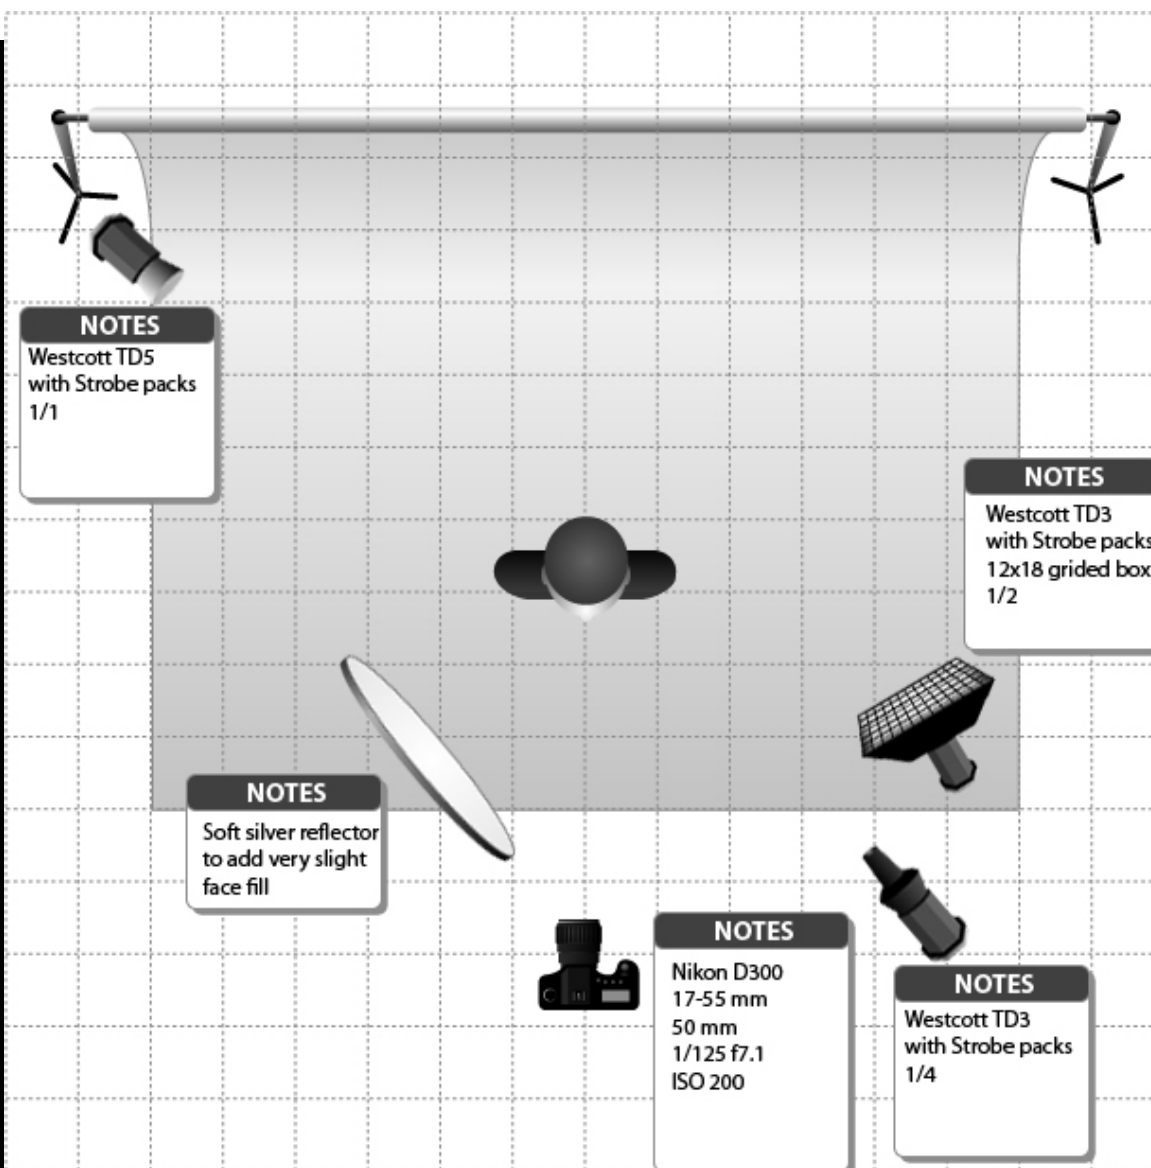 NOTES
Westcott TD5
with Strobe packs
1/1
NOTES
Westcott TD3
with Strobe packs
12x18 grided box
1/2
NOTES
Soft silver reflector
to add very slight
face fill
NOTES
Nikon D300
17-55 mm
50 mm
1/125 f7.1
ISO 200
NOTES
Westcott TD3
with Strobe packs
1/4